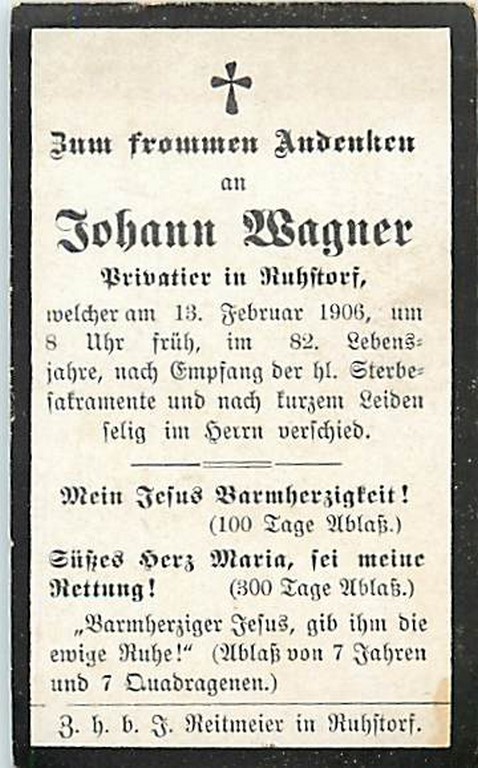 Zum frommen Andenken
an
Johann Wagner
Privatier in Ruhstorf,
welcher am 13. Februar 1906, um
8 Uhr früh, im 82. Lebens-
jahre, nach Empfang der hl. Sterbe-
sakramente und nach kurzem Leiden
selig im Herrn verschied.
Mein Jesus Barmherzigkeit!
(100 Tage Ablaß.)
Süßes Herz Maria, sei meine
Rettung! (300 Tage Ablaß.)
„Barmherziger Jesus, gib ihm die
ewige Ruhe!“ (Ablaß von 7 Jahren
und 7 Quadragenen.)
Z. h. b. J. Reitmeier in Ruhstorf.